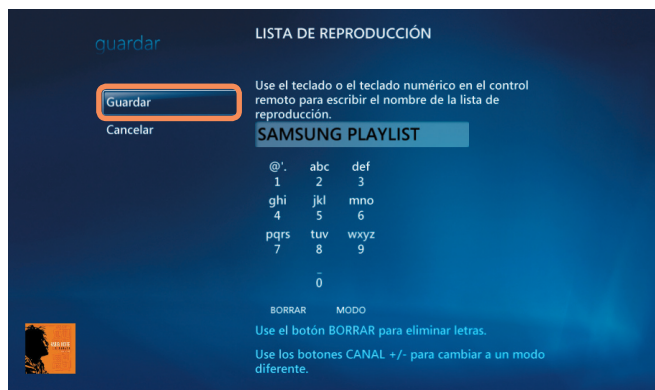 guardar
LISTA DE REPRODUCCIÓN
Guardar
Cancelar
Use el teclado o el teclado numérico en el control
remoto para escribir el nombre de la lista de
reproducción.
SAMSUNG PLAYLIST
@'. abc def
1 2 3
ghi jkl mno
4 5 6
pqrs tuv wxyz
7 8 9
_
0
BORRAR MODO
Use el botón BORRAR para eliminar letras.
Use los botones CANAL +/- para cambiar a un modo
diferente.